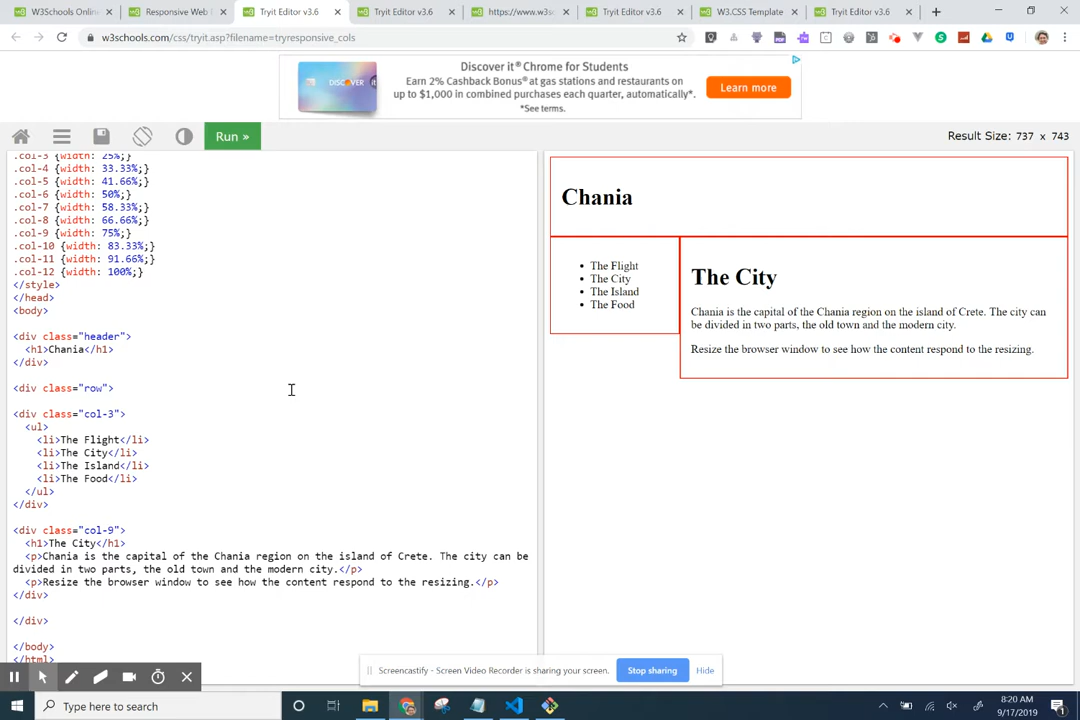 W3Schools Onlin
Responsive Web
Tryit Editor v3.6
Tryit Editor v3.6
https://www.w3s
Tryit Editor v3.6
W3.CSS Template
Tryit Editor v3.6
w3schools.com/css/tryit.asp?filename=tryresponsive_cols
Discover it® Chrome for Students
Earn 2% Cashback Bonus® at gas stations and restaurants on
up to $1,000 in combined purchases each quarter, automatically*.
*See terms.
DISCOVER
Learn more
Run »
Result Size: 737 x 743
.col-3 {width: 25%;}
.col-4 {width: 33.33%;}
.col-5 {width: 41.66%;}
.col-6 {width: 50%;}
.col-7 {width: 58.33%;}
.col-8 {width: 66.66%;}
.col-9 {width: 75%;}
.col-10 {width: 83.33%;}
.col-11 {width: 91.66%;}
.col-12 {width: 100%;}
</style>
</head>
<body>
<div class="header">
<h1>Chania</h1>
</div>
<div class="row">
<div class="col-3">
<ul>
<li>The Flight</li>
<li>The City</li>
<li>The Island</li>
<li>The Food</li>
</ul>
</div>
<div class="col-9">
<h1>The City</h1>
<p>Chania is the capital of the Chania region on the island of Crete. The city can be
divided in two parts, the old town and the modern city.</p>
<p>Resize the browser window to see how the content respond to the resizing.</p>
</div>
</div>
</body>
</html>
Chania
• The Flight
• The City
• The Island
• The Food
The City
Chania is the capital of the Chania region on the island of Crete. The city can
be divided in two parts, the old town and the modern city.
Resize the browser window to see how the content respond to the resizing.
Screencastify - Screen Video Recorder is sharing your screen.
Stop sharing
Hide
Type here to search
8:20 AM
9/17/2019